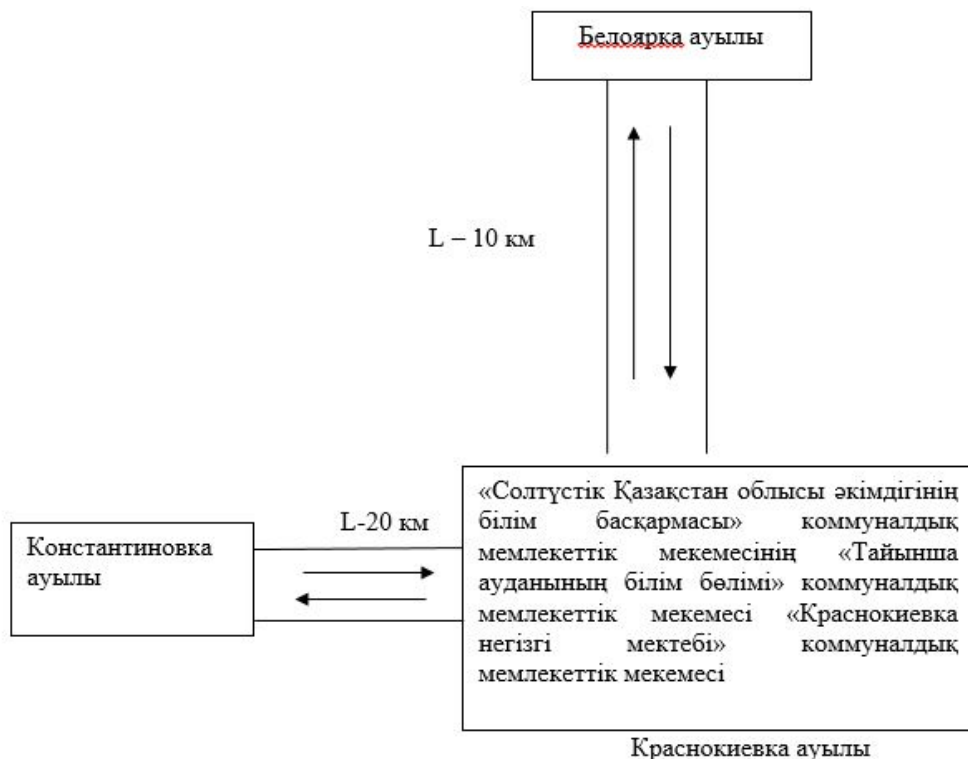 Белоярка ауылы
L – 10 км
«Солтүстік Қазақстан облысы әкімдігінің
білім басқармасы» коммуналдық
мемлекеттік мекемесінің «Тайынша
ауданының білім бөлімі» коммуналдық
мемлекеттік мекемесі «Краснокиевка
негізгі мектебі» коммуналдық
мемлекеттік мекемесі
L-20 км
Константиновка
ауылы
Краснокиевка ауылы